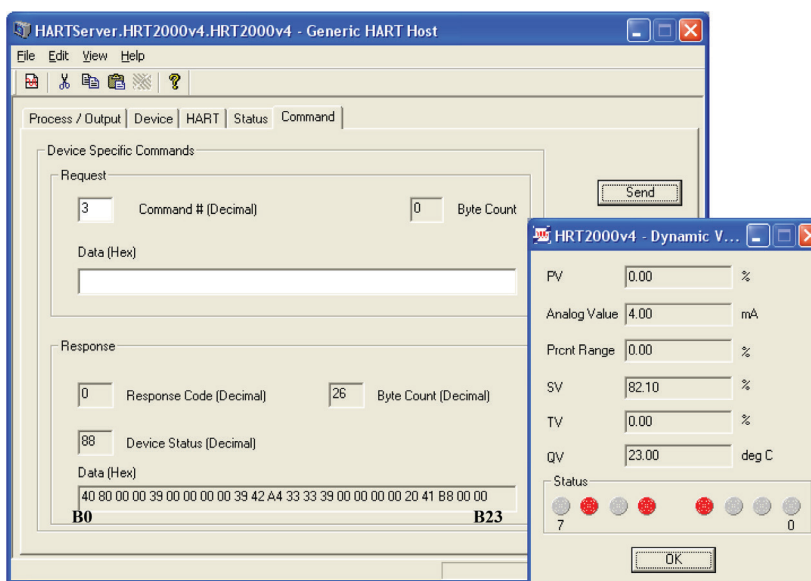 HARTServer.HRT2000v4.HRT2000v4 - Generic HART Host
File Edit View Help
Process / Output Device HART Status Command
Device Specific Commands
Request
3 Command # (Decimal) 0 Byte Count
Send
Data (Hex)
Response
0 Response Code (Decimal) 26 Byte Count (Decimal)
88 Device Status (Decimal)
Data (Hex)
40 80 00 00 39 00 00 00 00 39 42 A4 33 33 39 00 00 00 00 20 41 B8 00 00
B0 B23
HRT2000v4 - Dynamic V...
PV 0.00 %
Analog Value 4.00 mA
Prcnt Range 0.00 %
SV 82.10 %
TV 0.00 %
QV 23.00 deg C
Status
7 0
OK